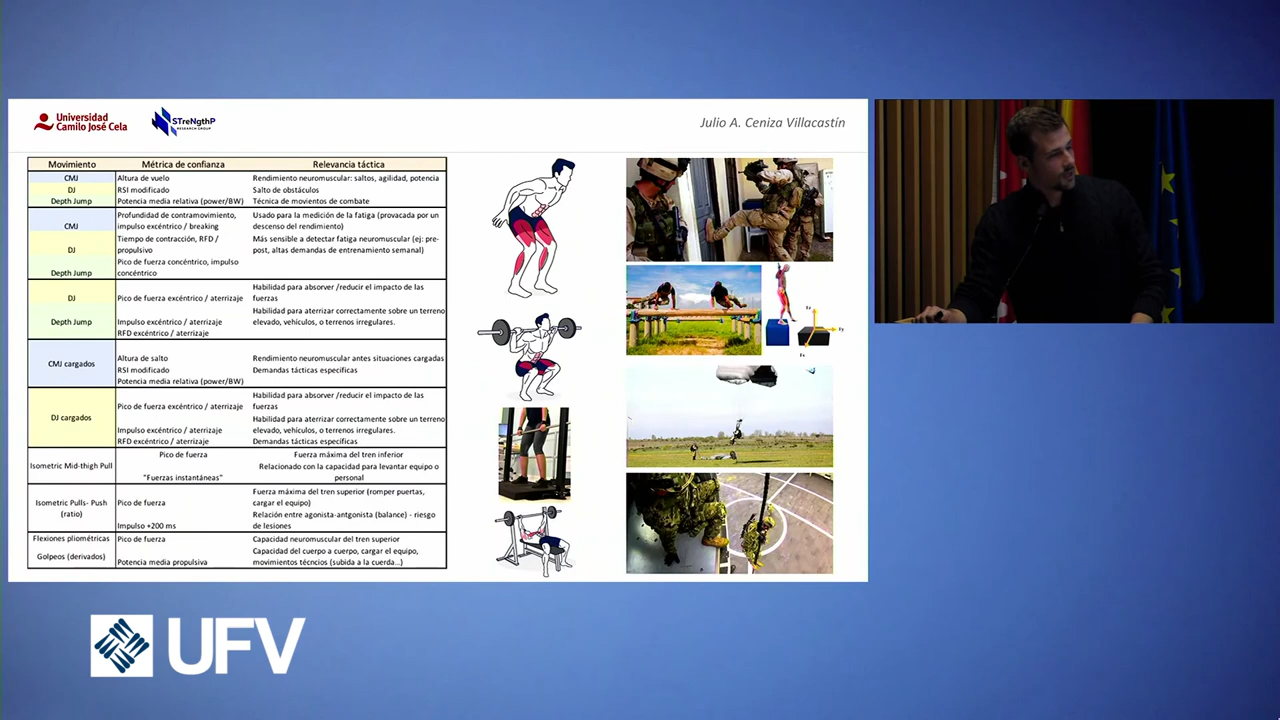 Universidad
Camilo José Cela
STreNgthP
RESEARCH GROUP
Julio A. Ceniza Villacastín
Movimiento Métrica de confianza Relevancia táctica
CMJ Altura de vuelo Rendimiento neuromuscular: saltos, agilidad, potencia
DJ RSI modificado Salto de obstáculos
Depth Jump Potencia media relativa (power/BW) Técnica de movientos de combate
CMJ Profundidad de contramovimiento, Usado para la medición de la fatiga (provacada por un
impulso excéntrico / breaking descenso del rendimiento)
DJ Tiempo de contracción, RFD / Más sensible a detectar fatiga neuromuscular (ej: pre-
propulsivo post, altas demandas de entrenamiento semanal)
Depth Jump Pico de fuerza concéntrico, impulso
concéntrico
DJ Pico de fuerza excéntrico / aterrizaje Habilidad para absorver /reducir el impacto de las
fuerzas
Depth Jump Impulso excéntrico / aterrizaje Habilidad para aterrizar correctamente sobre un terreno
elevado, vehículos, o terrenos irregulares.
RFD excéntrico / aterrizaje
CMJ cargados Altura de salto Rendimiento neuromuscular antes situaciones cargadas
RSI modificado Demandas tácticas específicas
Potencia media relativa (power/BW)
DJ cargados Pico de fuerza excéntrico / aterrizaje Habilidad para absorver /reducir el impacto de las
fuerzas
Impulso excéntrico / aterrizaje Habilidad para aterrizar correctamente sobre un terreno
elevado, vehículos, o terrenos irregulares.
RFD excéntrico / aterrizaje Demandas tácticas específicas
Isometric Mid-thigh Pull Pico de fuerza Fuerza máxima del tren inferior
"Fuerzas instantáneas" Relacionado con la capacidad para levantar equipo o
personal
Isometric Pulls- Push
(ratio) Pico de fuerza Fuerza máxima del tren superior (romper puertas,
cargar el equipo)
Impulso +200 ms Relación entre agonista-antgonista (balance) - riesgo
de lesiones
Flexiones pliométricas Pico de fuerza Capacidad neuromuscular del tren superior
Golpeos (derivados) Potencia media propulsiva Capacidad del cuerpo a cuerpo, cargar el equipo,
movimientos técncios (subida a la cuerda...)
Fz
Fy
Fx
UFV